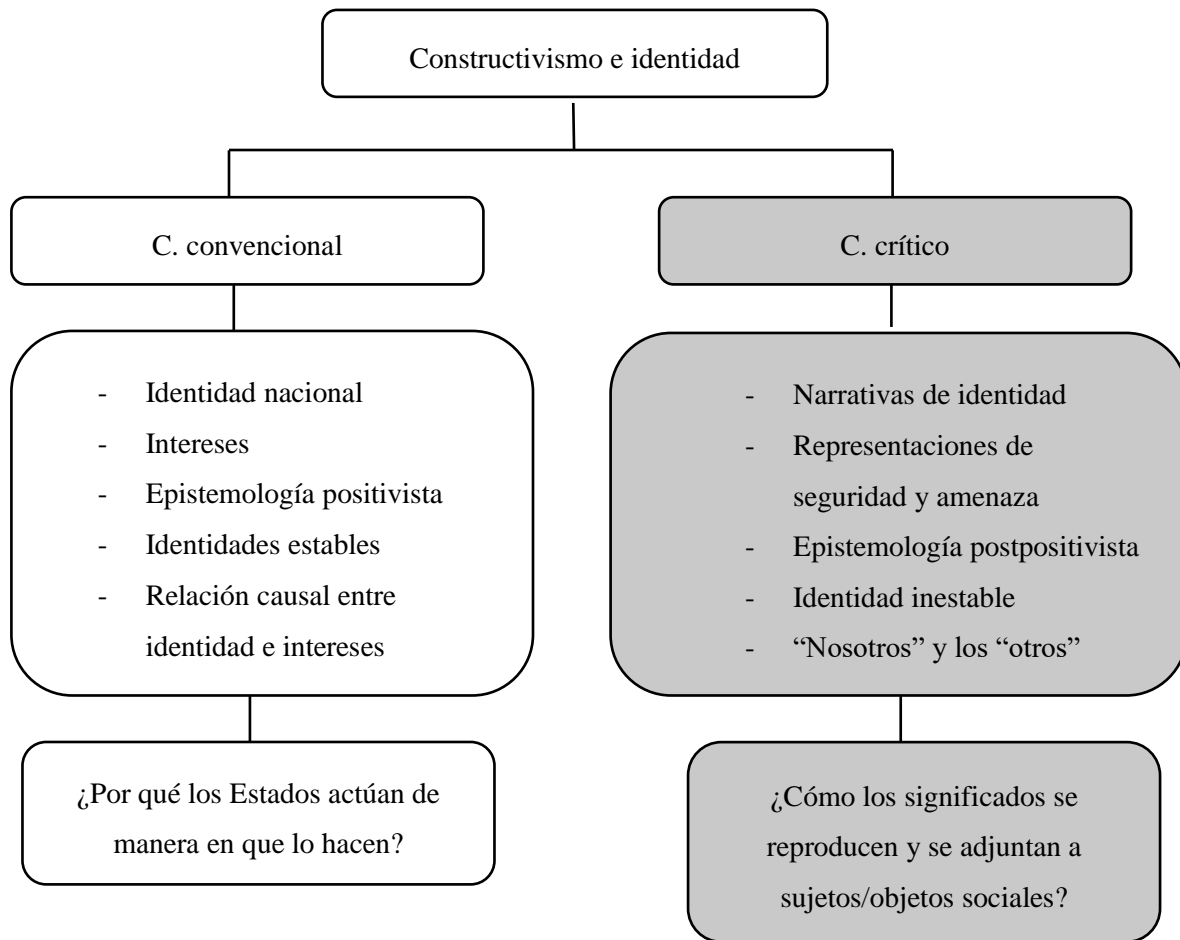 Constructivismo e identidad
C. convencional
C. crítico
- Identidad nacional
- Intereses
- Epistemología positivista
- Identidades estables
- Relación causal entre
identidad e intereses
- Narrativas de identidad
- Representaciones de
seguridad y amenaza
- Epistemología postpositivista
- Identidad inestable
- “Nosotros” y los “otros”
¿Por qué los Estados actúan de
manera en que lo hacen?
¿Cómo los significados se
reproducen y se adjuntan a
sujetos/objetos sociales?